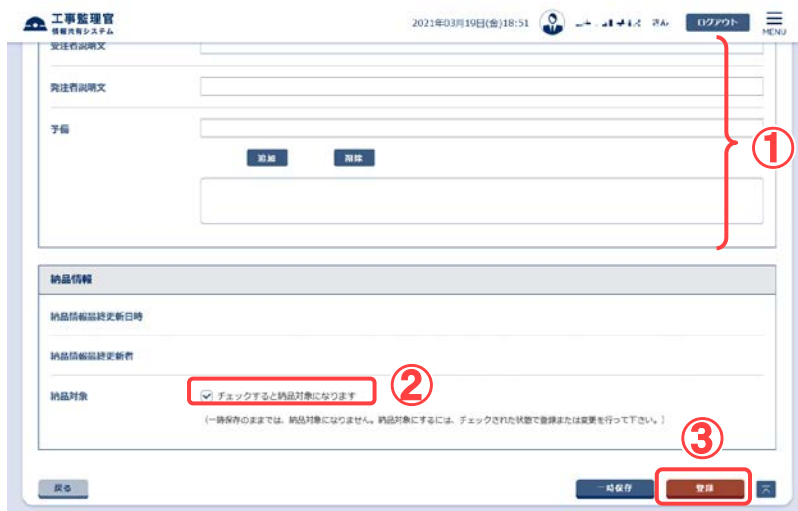 工事監理官
情報共有システム
2021年03月19日(金)18:51
さん
ログアウト
MENU
受注者説明文
発注者説明文
予備
追加
削除
①
納品情報
納品情報最終更新日時
納品情報最終更新者
納品対象
チェックすると納品対象になります
②
(一時保存のままでは、納品対象になりません。納品対象にするには、チェックされた状態で登録または変更を行って下さい。)
③
戻る
一時保存
登録